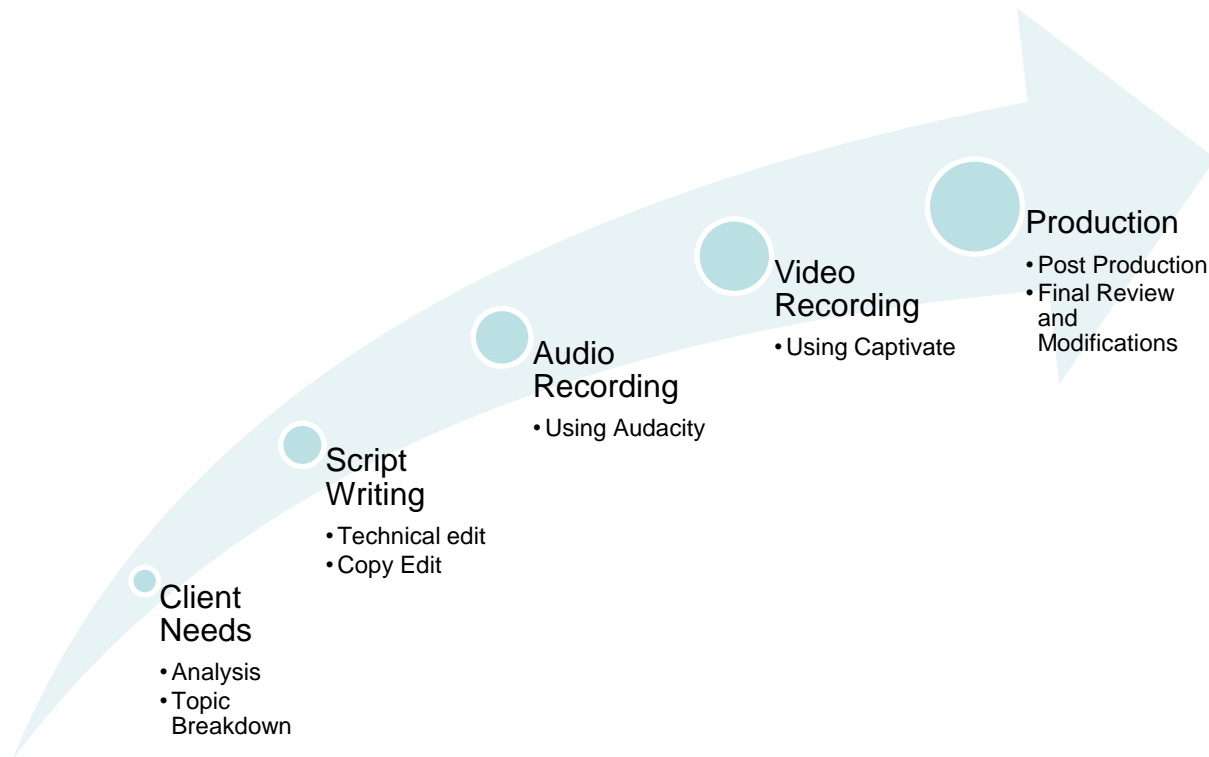 Client
Needs
• Analysis
• Topic
Breakdown
Script
Writing
• Technical edit
• Copy Edit
Audio
Recording
• Using Audacity
Video
Recording
• Using Captivate
Production
• Post Production
• Final Review
and
Modifications